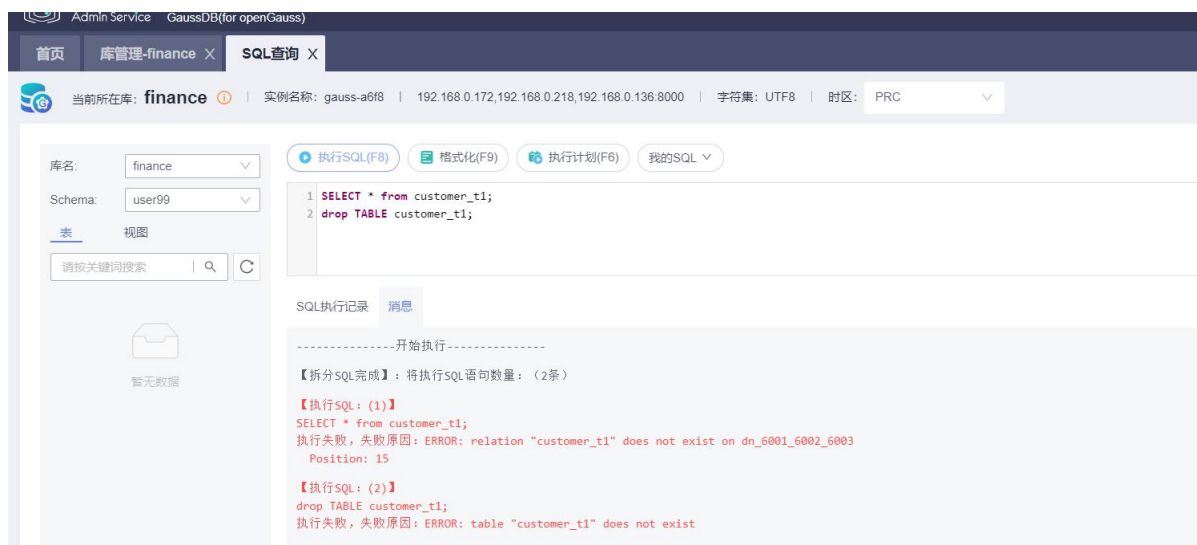 Admin Service GaussDB(for openGauss)
首页 库管理-finance X SQL查询 X
当前所在库: finance 实例名称: gauss-a6f8 | 192.168.0.172,192.168.0.218,192.168.0.136:8000 | 字符集: UTF8 | 时区: PRC
库名: finance
Schema: user99
表 视图
请按关键词搜索
暂无数据
执行SQL(F8) 格式化(F9) 执行计划(F6) 我的SQL
1 SELECT * from customer_t1;
2 drop TABLE customer_t1;
SQL执行记录 消息
---------------开始执行---------------
【拆分SQL完成】: 将执行SQL语句数量: (2条)
【执行SQL: (1)】
SELECT * from customer_t1;
执行失败, 失败原因: ERROR: relation "customer_t1" does not exist on dn_6001_6002_6003
Position: 15
【执行SQL: (2)】
drop TABLE customer_t1;
执行失败, 失败原因: ERROR: table "customer_t1" does not exist